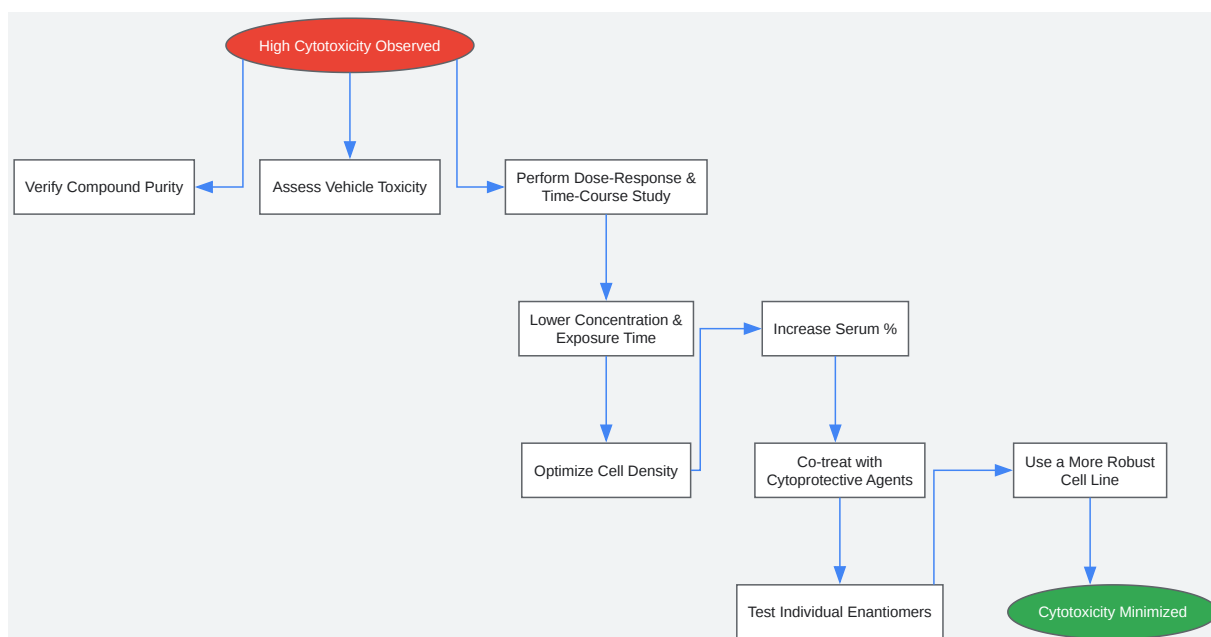 High Cytotoxicity Observed
Verify Compound Purity
Assess Vehicle Toxicity
Perform Dose-Response &
Time-Course Study
Lower Concentration &
Exposure Time
Increase Serum %
Optimize Cell Density
Co-treat with
Cytoprotective Agents
Use a More Robust
Cell Line
Test Individual Enantiomers
Cytotoxicity Minimized